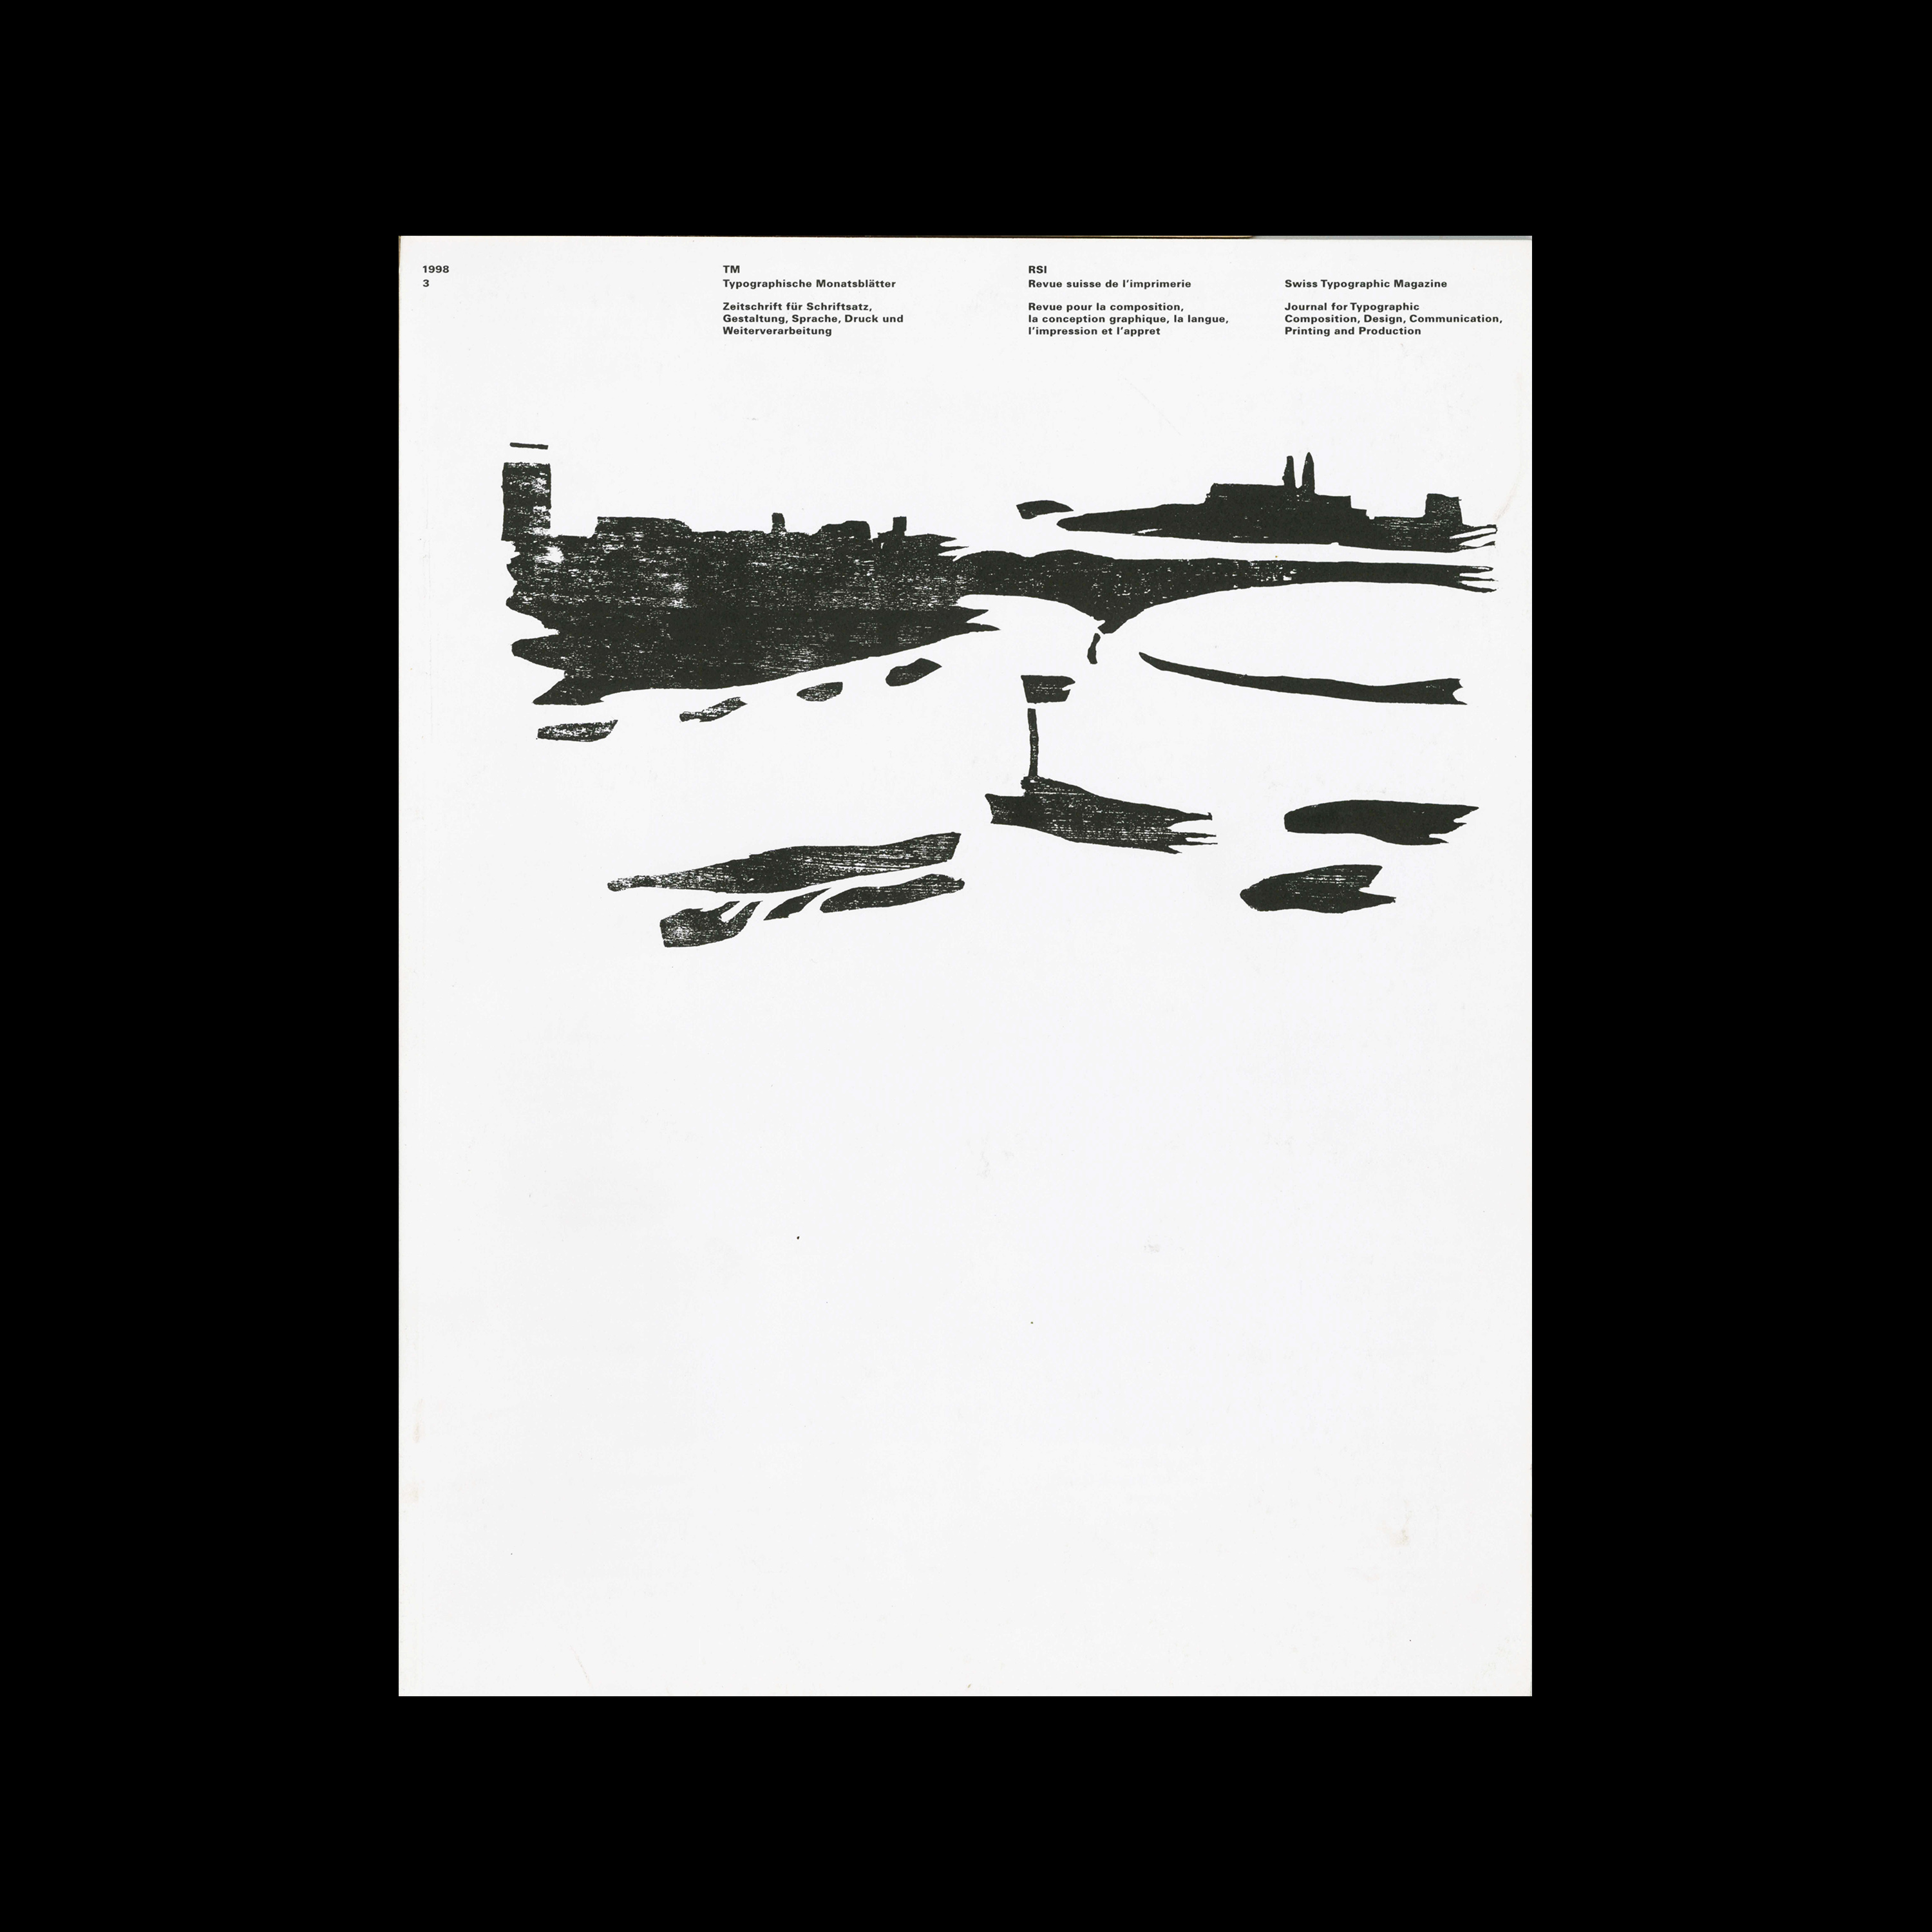 1998
3
TM
Typographische Monatsblätter
Zeitschrift für Schriftsatz,
Gestaltung, Sprache, Druck und
Weiterverarbeitung
RSI
Revue suisse de l'imprimerie
Revue pour la composition,
la conception graphique, la langue,
l'impression et l'appret
Swiss Typographic Magazine
Journal for Typographic
Composition, Design, Communication,
Printing and Production